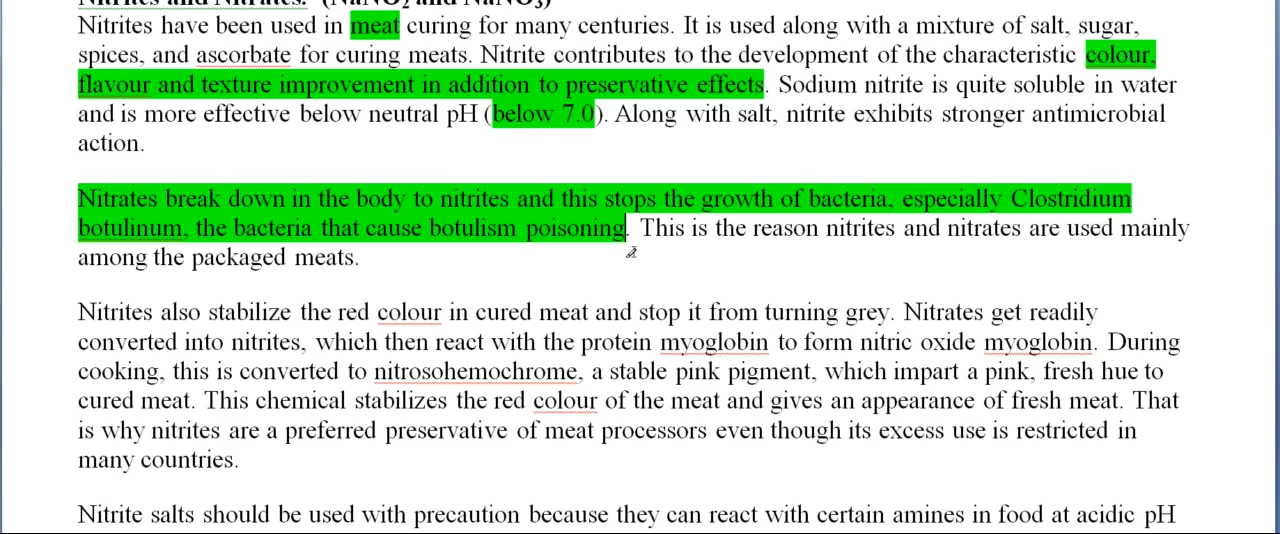 Nitrites and Nitrates: (NaNO2 and NaNO3)
Nitrites have been used in meat curing for many centuries. It is used along with a mixture of salt, sugar,
spices, and ascorbate for curing meats. Nitrite contributes to the development of the characteristic colour,
flavour and texture improvement in addition to preservative effects. Sodium nitrite is quite soluble in water
and is more effective below neutral pH (below 7.0). Along with salt, nitrite exhibits stronger antimicrobial
action.
Nitrates break down in the body to nitrites and this stops the growth of bacteria, especially Clostridium
botulinum, the bacteria that cause botulism poisoning. This is the reason nitrites and nitrates are used mainly
among the packaged meats.
Nitrites also stabilize the red colour in cured meat and stop it from turning grey. Nitrates get readily
converted into nitrites, which then react with the protein myoglobin to form nitric oxide myoglobin. During
cooking, this is converted to nitrosohemochrome, a stable pink pigment, which impart a pink, fresh hue to
cured meat. This chemical stabilizes the red colour of the meat and gives an appearance of fresh meat. That
is why nitrites are a preferred preservative of meat processors even though its excess use is restricted in
many countries.
Nitrite salts should be used with precaution because they can react with certain amines in food at acidic pH